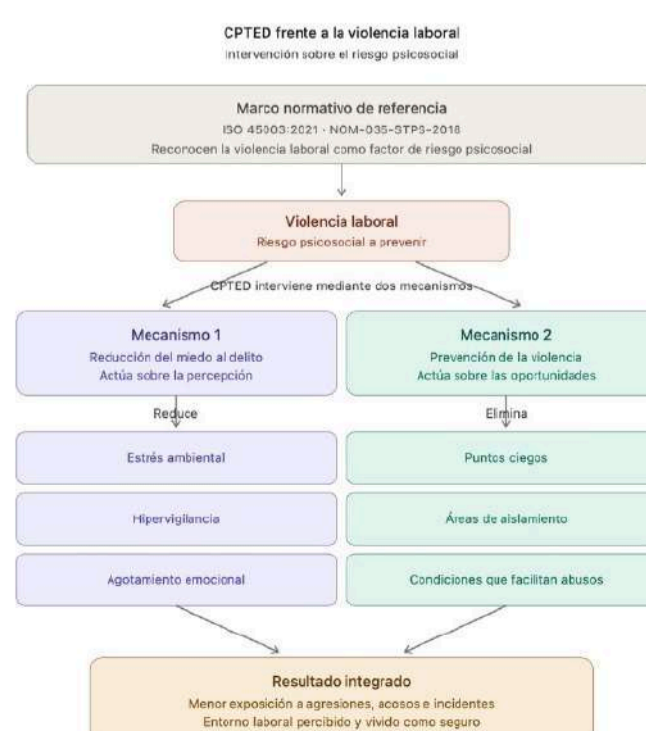 CPTED frente a la violencia laboral
Intervención sobre el riesgo psicosocial
Marco normativo de referencia
ISO 45003:2021 · NOM-035-STPS-2018
Reconocen la violencia laboral como factor de riesgo psicosocial
Violencia laboral
Riesgo psicosocial a prevenir
CPTED interviene mediante dos mecanismos
Mecanismo 1
Reducción del miedo al delito
Actúa sobre la percepción
Mecanismo 2
Prevención de la violencia
Actúa sobre las oportunidades
Reduce
Elimina
Estrés ambiental
Puntos ciegos
Hipervigilancia
Áreas de aislamiento
Agotamiento emocional
Condiciones que facilitan abusos
Resultado integrado
Menor exposición a agresiones, acosos e incidentes
Entorno laboral percibido y vivido como seguro